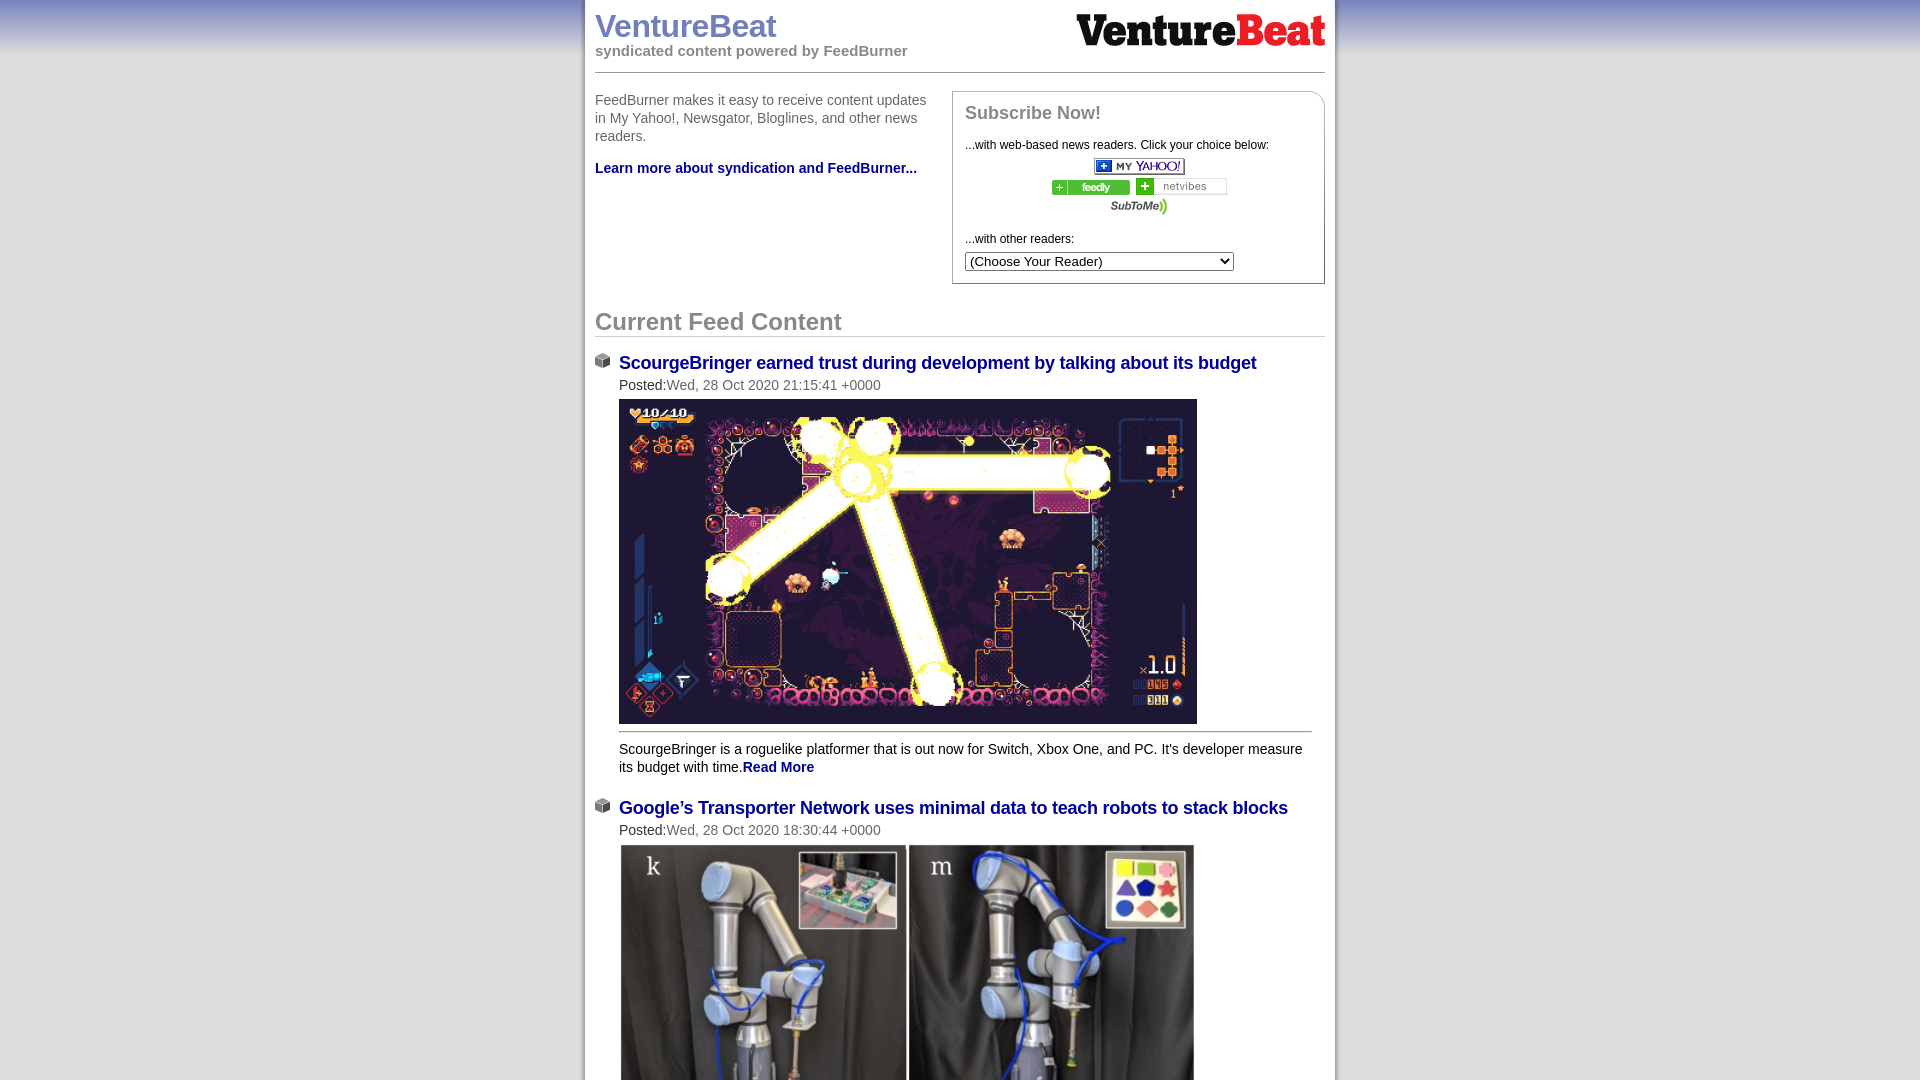 VentureBeat
syndicated content powered by FeedBurner
VentureBeat
FeedBurner makes it easy to receive content updates
in My Yahoo!, Newsgator, Bloglines, and other news
readers.
Learn more about syndication and FeedBurner...
Subscribe Now!
...with web-based news readers. Click your choice below:
MY YAHOO!
feedly
netvibes
SubToMe
...with other readers:
(Choose Your Reader)
Current Feed Content
ScourgeBringer earned trust during development by talking about its budget
Posted:Wed, 28 Oct 2020 21:15:41 +0000
10/10
1
1
×1.0
ScourgeBringer is a roguelike platformer that is out now for Switch, Xbox One, and PC. It's developer measure
its budget with time.Read More
Google’s Transporter Network uses minimal data to teach robots to stack blocks
Posted:Wed, 28 Oct 2020 18:30:44 +0000
k
m